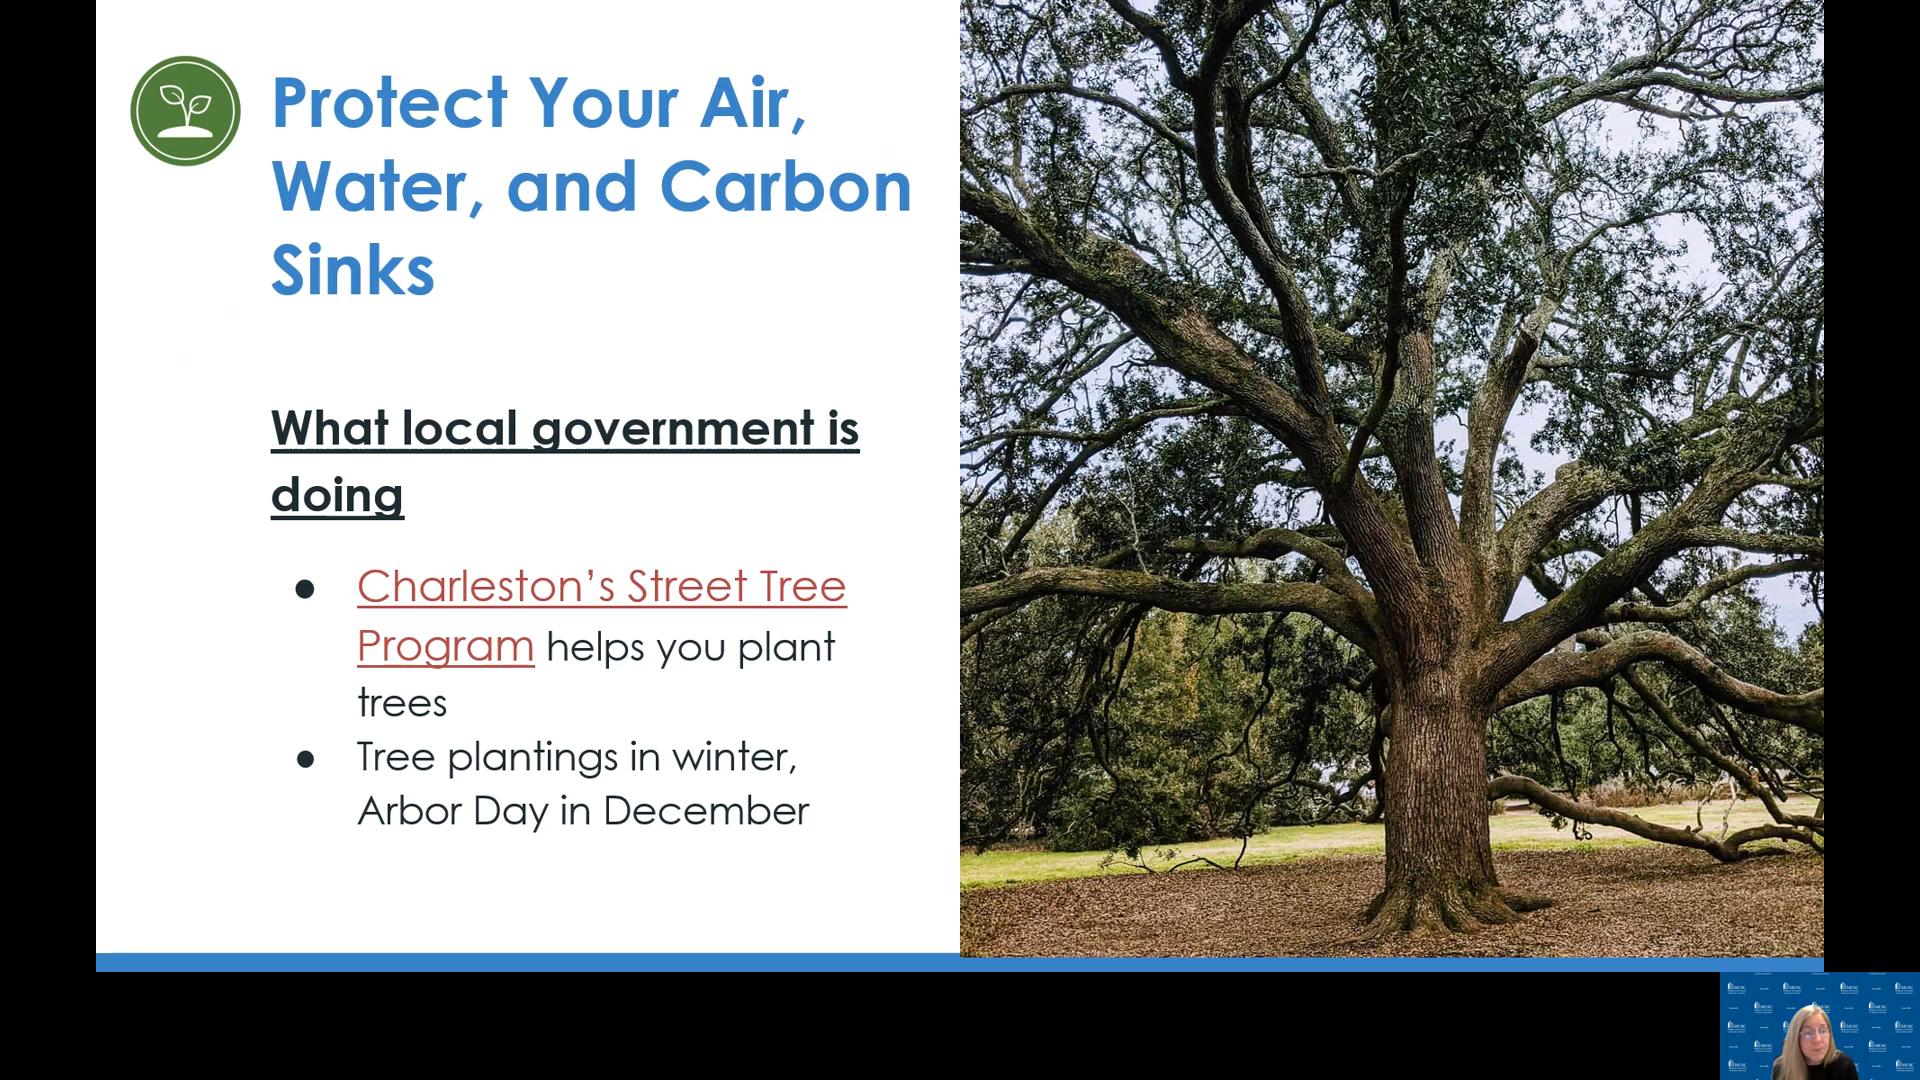 Protect Your Air,
Water, and Carbon
Sinks
What local government is
doing
● Charleston’s Street Tree
Program helps you plant
trees
● Tree plantings in winter,
Arbor Day in December
MUSC